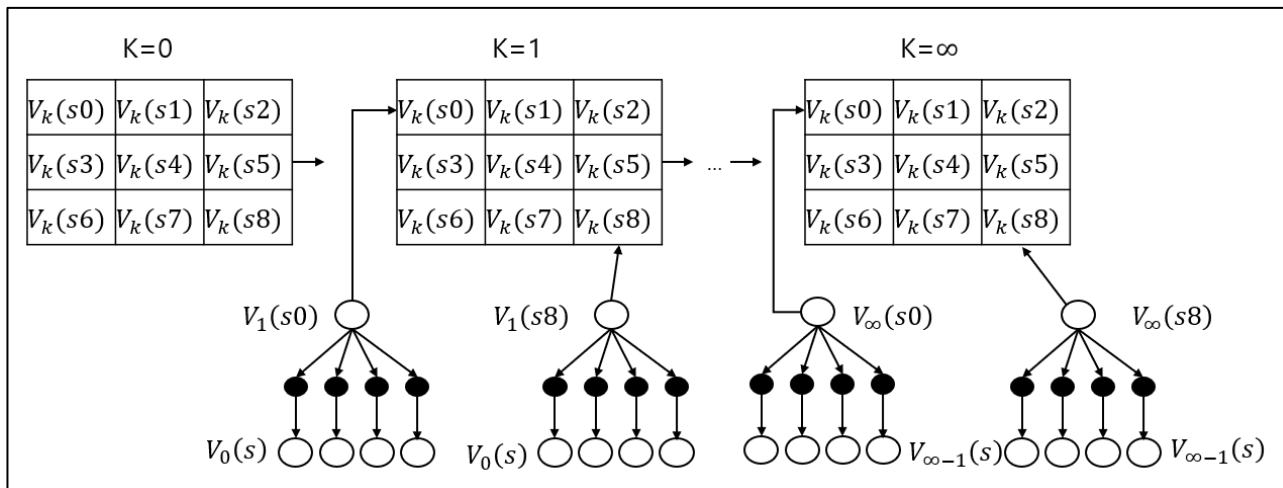 K=0 K=1 K=∞
V_k(s0) V_k(s1) V_k(s2) V_k(s0) V_k(s1) V_k(s2) V_k(s0) V_k(s1) V_k(s2)
V_k(s3) V_k(s4) V_k(s5) V_k(s3) V_k(s4) V_k(s5) ... V_k(s3) V_k(s4) V_k(s5)
V_k(s6) V_k(s7) V_k(s8) V_k(s6) V_k(s7) V_k(s8) V_k(s6) V_k(s7) V_k(s8)
V_1(s0) V_1(s8) V_∞(s0) V_∞(s8)
V_0(s) V_0(s) V_{∞−1}(s) V_{∞−1}(s)